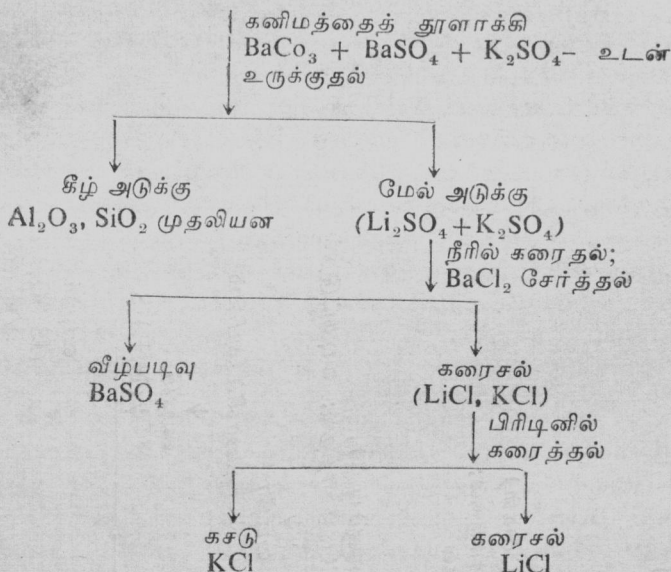 கனிமத்தைத் தூளாக்கி
BaCo₃ + BaSO₄ + K₂SO₄– உடன்
உருக்குதல்
கீழ் அடுக்கு
Al₂O₃, SiO₂ முதலியன
மேல் அடுக்கு
(Li₂SO₄+K₂SO₄)
நீரில் கரைதல்;
BaCl₂ சேர்த்தல்
வீழ்படிவு
BaSO₄
கரைசல்
(LiCl, KCl)
பிரிடினில்
கரைத்தல்
கசடு
KCl
கரைசல்
LiCl